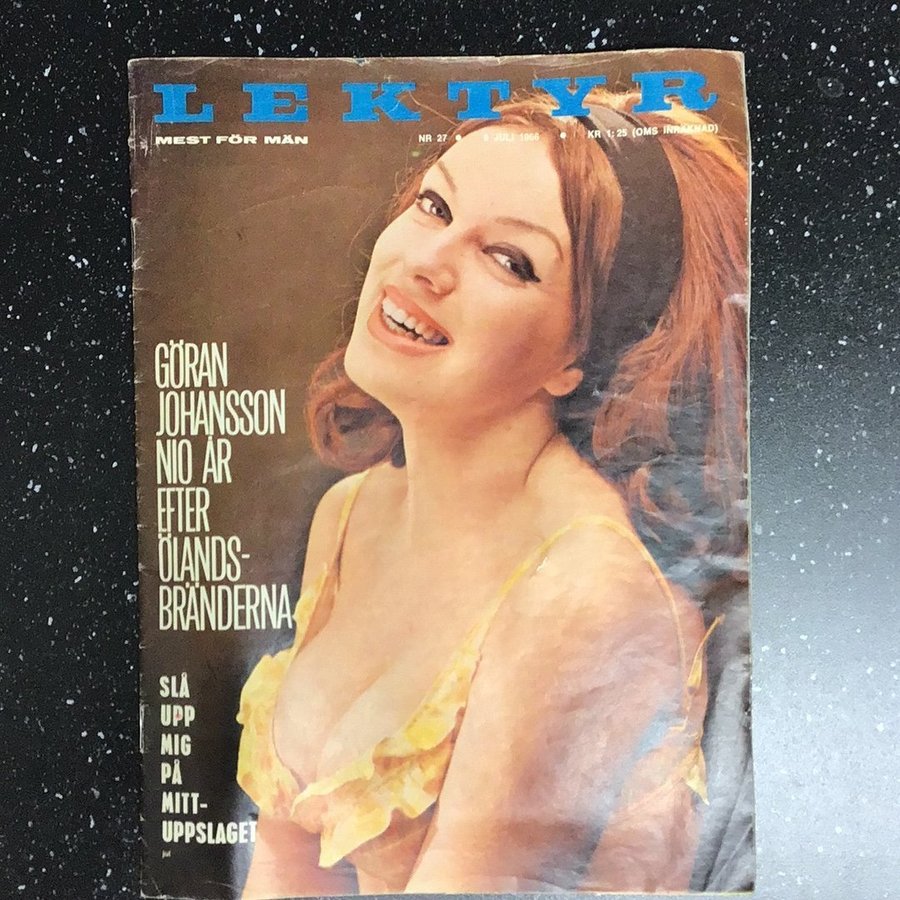 LEKTYR
MEST FÖR MÄN NR 27 • JULI 1966 • KR 1:25 (OMS INRÄKNAD)
GÖRAN
JOHANSSON
NIO ÅR
EFTER
ÖLANDS-
BRÄNDERNA
SLÅ
UPP
MIG
PÅ
MITT-
UPPSLAGET